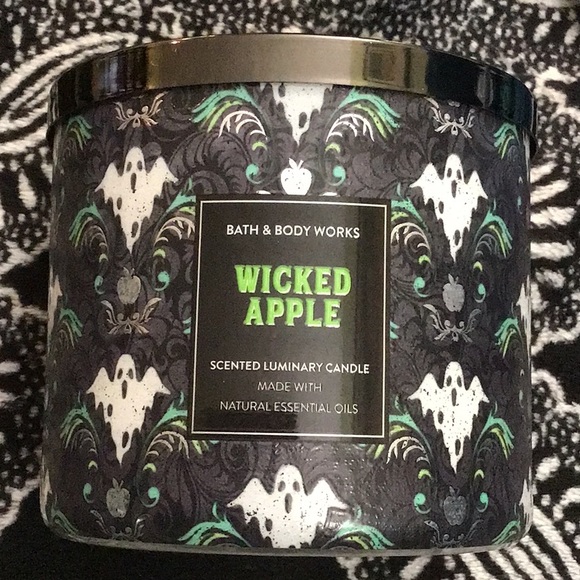 BATH & BODY WORKS
WICKED
APPLE
SCENTED LUMINARY CANDLE
MADE WITH
NATURAL ESSENTIAL OILS